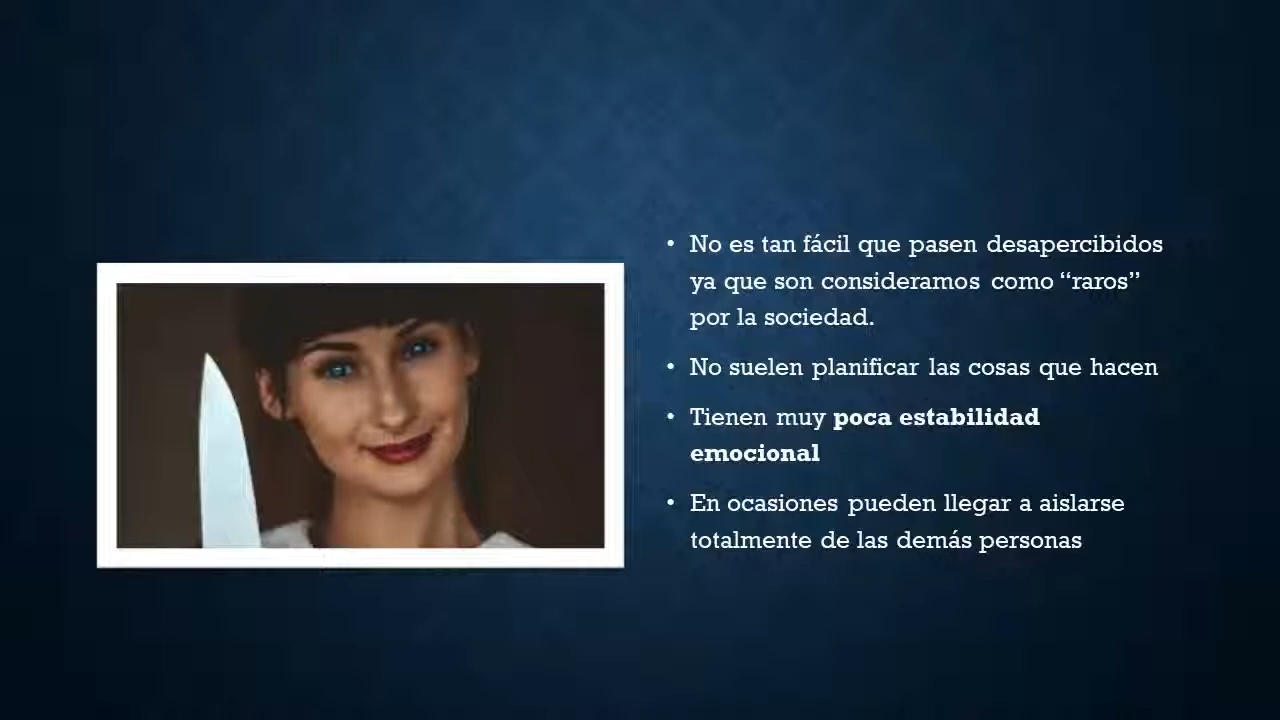 • No es tan fácil que pasen desapercibidos
ya que son consideramos como “raros”
por la sociedad.
• No suelen planificar las cosas que hacen
• Tienen muy poca estabilidad
emocional
• En ocasiones pueden llegar a aislarse
totalmente de las demás personas